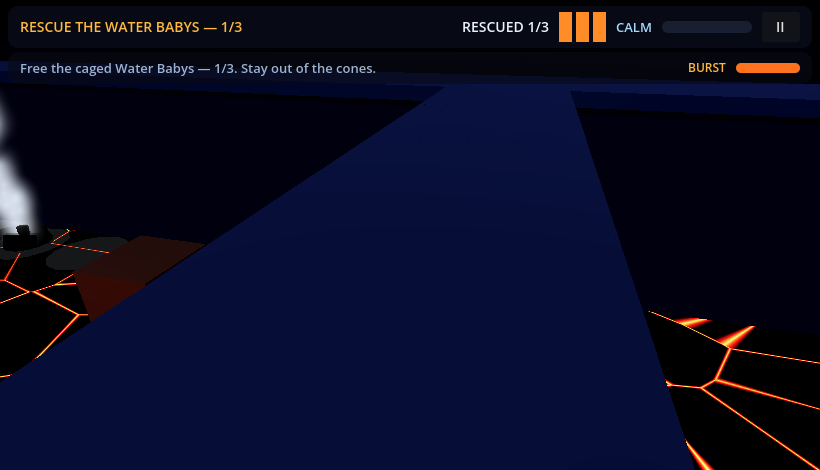 RESCUE THE WATER BABYS — 1/3
RESCUED 1/3
CALM
Free the caged Water Babys — 1/3. Stay out of the cones.
BURST